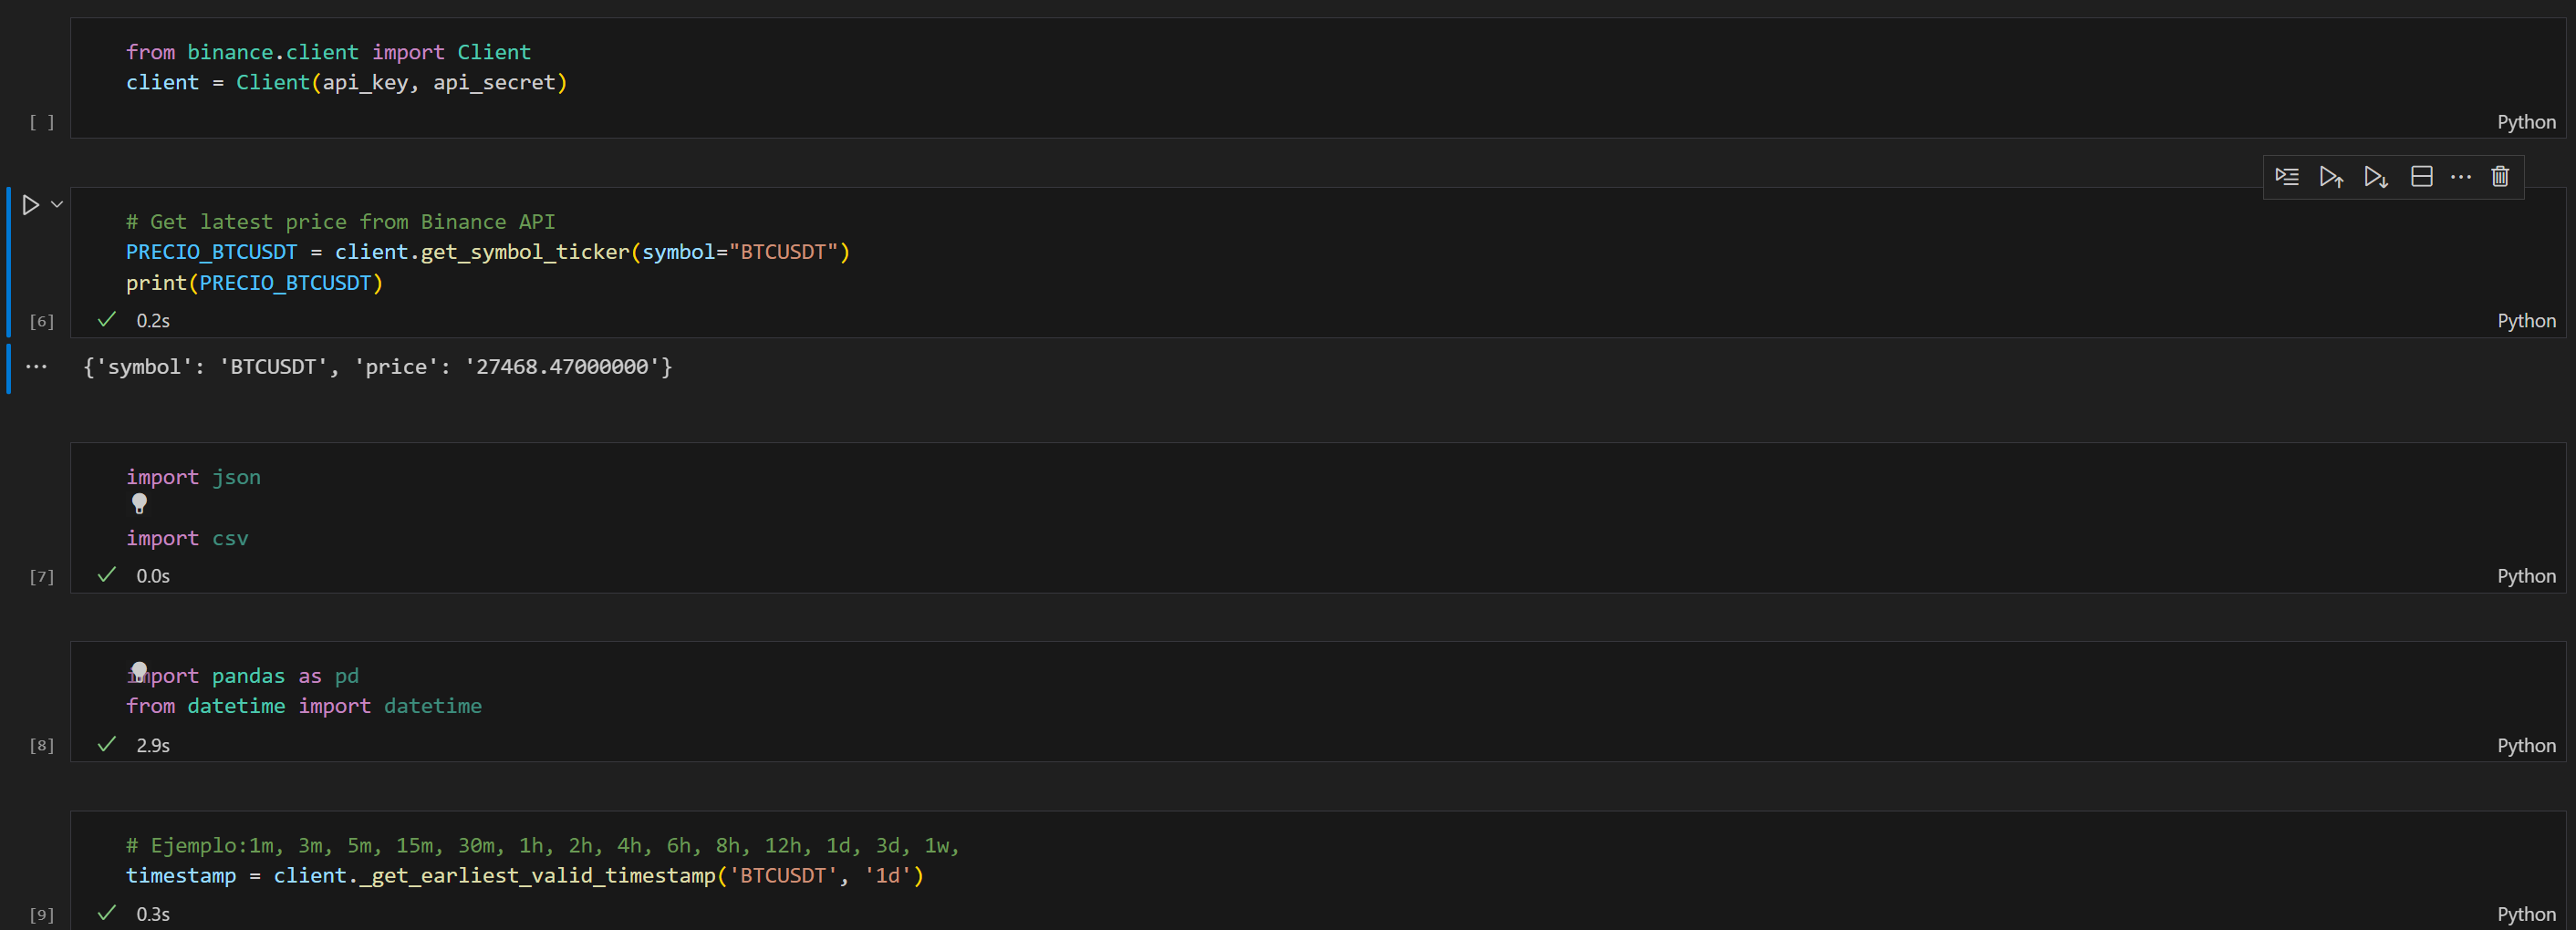 from binance.client import Client
client = Client(api_key, api_secret)
[ ]
Python
# Get latest price from Binance API
PRECIO_BTCUSDT = client.get_symbol_ticker(symbol="BTCUSDT")
print(PRECIO_BTCUSDT)
[6]
0.2s
Python
{'symbol': 'BTCUSDT', 'price': '27468.47000000'}
import json
import csv
[7]
0.0s
Python
import pandas as pd
from datetime import datetime
[8]
2.9s
Python
# Ejemplo:1m, 3m, 5m, 15m, 30m, 1h, 2h, 4h, 6h, 8h, 12h, 1d, 3d, 1w,
timestamp = client._get_earliest_valid_timestamp('BTCUSDT', '1d')
[9]
0.3s
Python